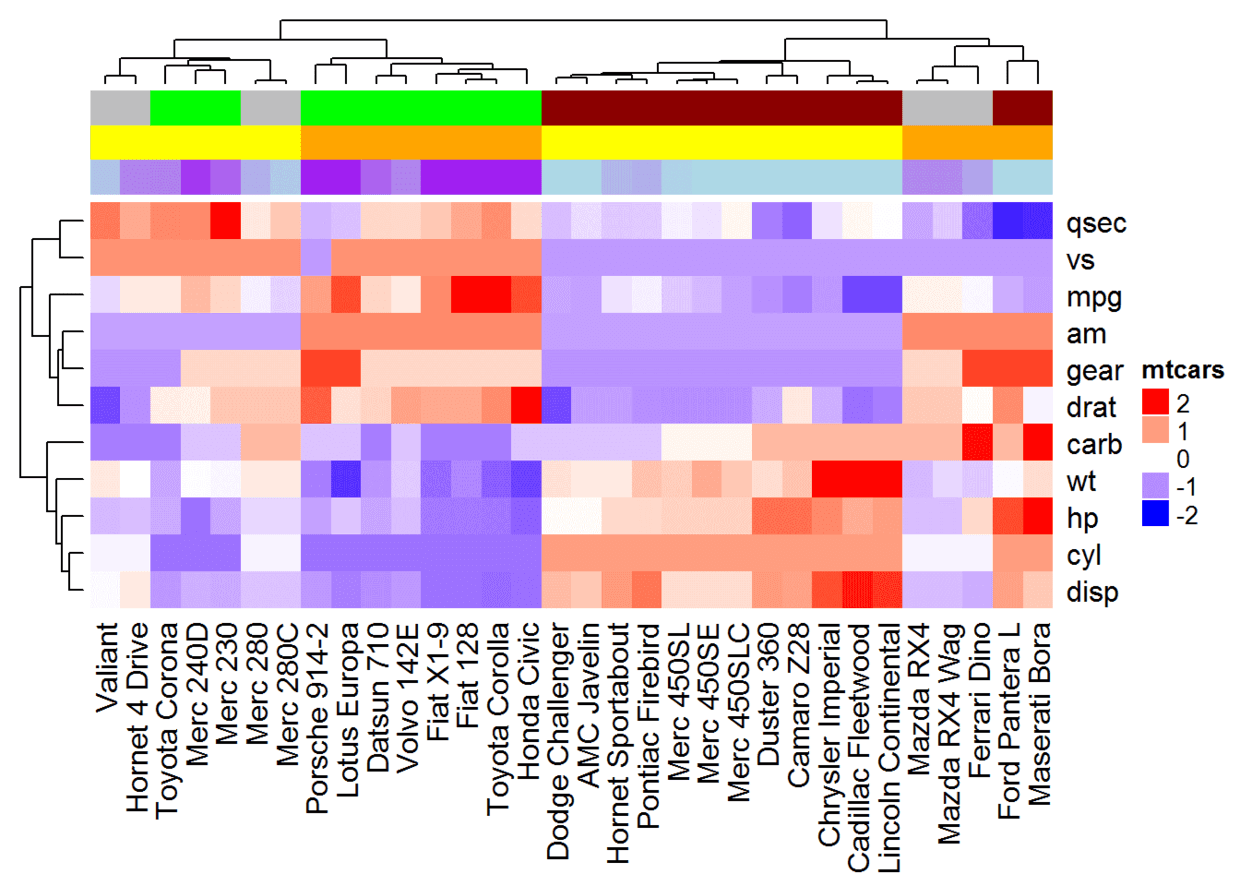 qsec
vs
mpg
am
gear
drat
carb
wt
hp
cyl
disp
mtcars
2
1
0
-1
-2
Valiant
Hornet 4 Drive
Toyota Corona
Merc 240D
Merc 230
Merc 280
Merc 280C
Porsche 914-2
Lotus Europa
Datsun 710
Volvo 142E
Fiat X1-9
Fiat 128
Toyota Corolla
Honda Civic
Dodge Challenger
AMC Javelin
Hornet Sportabout
Pontiac Firebird
Merc 450SL
Merc 450SE
Merc 450SLC
Duster 360
Camaro Z28
Chrysler Imperial
Cadillac Fleetwood
Lincoln Continental
Mazda RX4
Mazda RX4 Wag
Ferrari Dino
Ford Pantera L
Maserati Bora